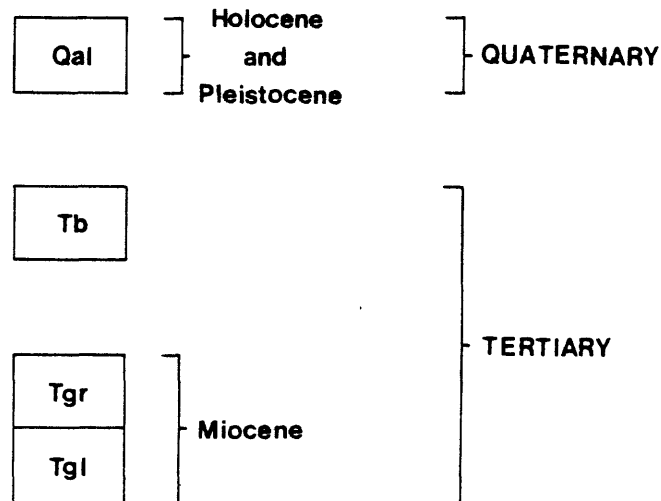 Qal
Holocene
and
Pleistocene
QUATERNARY
Tb
TERTIARY
Tgr
Miocene
Tgl